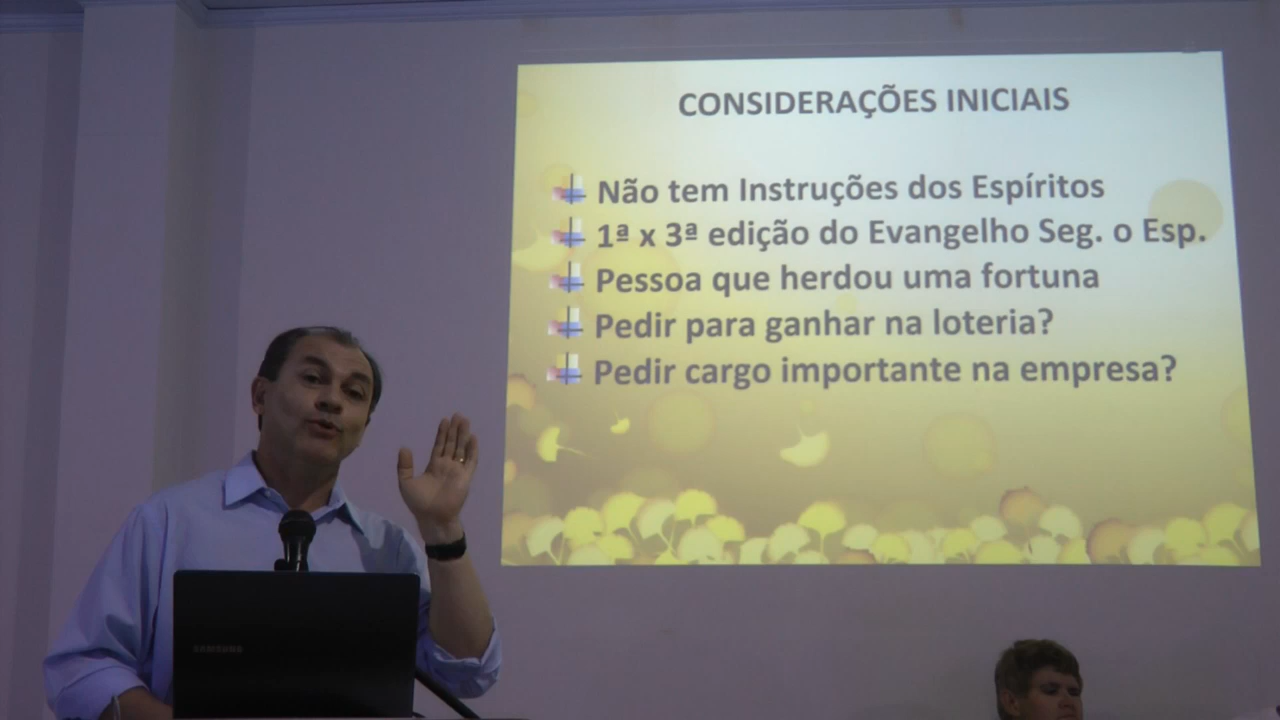 CONSIDERAÇÕES INICIAIS
Não tem Instruções dos Espíritos
1ª x 3ª edição do Evangelho Seg. o Esp.
Pessoa que herdou uma fortuna
Pedir para ganhar na loteria?
Pedir cargo importante na empresa?
SAMSUNG